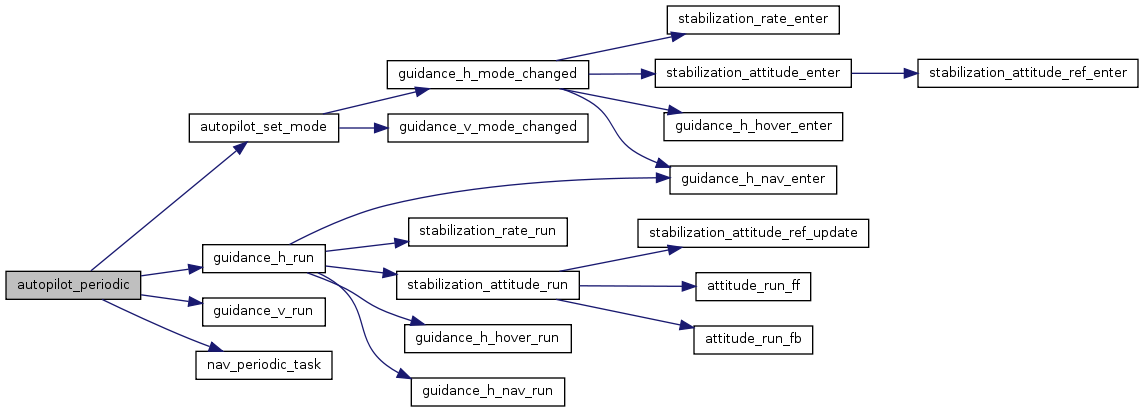 stabilization_rate_enter
guidance_h_mode_changed
stabilization_attitude_enter
stabilization_attitude_ref_enter
autopilot_set_mode
guidance_v_mode_changed
guidance_h_hover_enter
guidance_h_nav_enter
stabilization_rate_run
stabilization_attitude_ref_update
guidance_h_run
autopilot_periodic
stabilization_attitude_run
attitude_run_ff
guidance_v_run
guidance_h_hover_run
attitude_run_fb
nav_periodic_task
guidance_h_nav_run